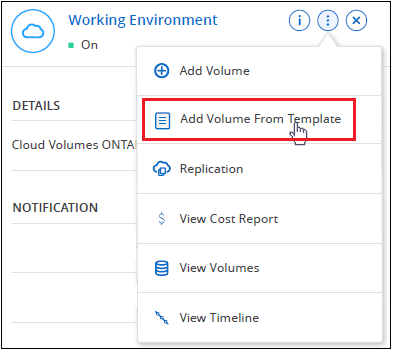 Working Environment
On
Add Volume
DETAILS
Add Volume From Template
Cloud Volumes ONTA
Replication
NOTIFICATION
View Cost Report
View Volumes
View Timeline